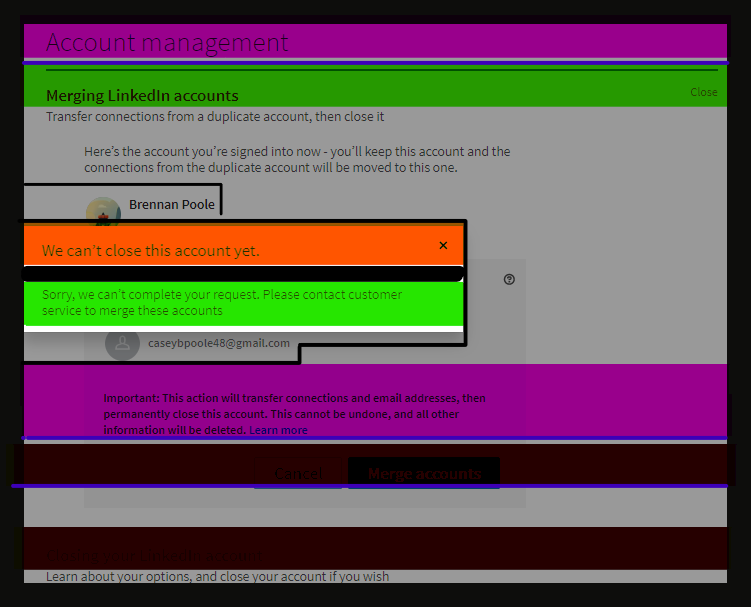 Account management
Merging LinkedIn accounts
Close
Transfer connections from a duplicate account, then close it
Here's the account you're signed into now - you'll keep this account and the
connections from the duplicate account will be moved to this one.
Brennan Poole
We can't close this account yet.
Sorry, we can't complete your request. Please contact customer
service to merge these accounts
caseybpoole48@gmail.com
Important: This action will transfer connections and email addresses, then
permanently close this account. This cannot be undone, and all other
information will be deleted. Learn more
Cancel
Merge accounts
Learn about your options, and close your account if you wish